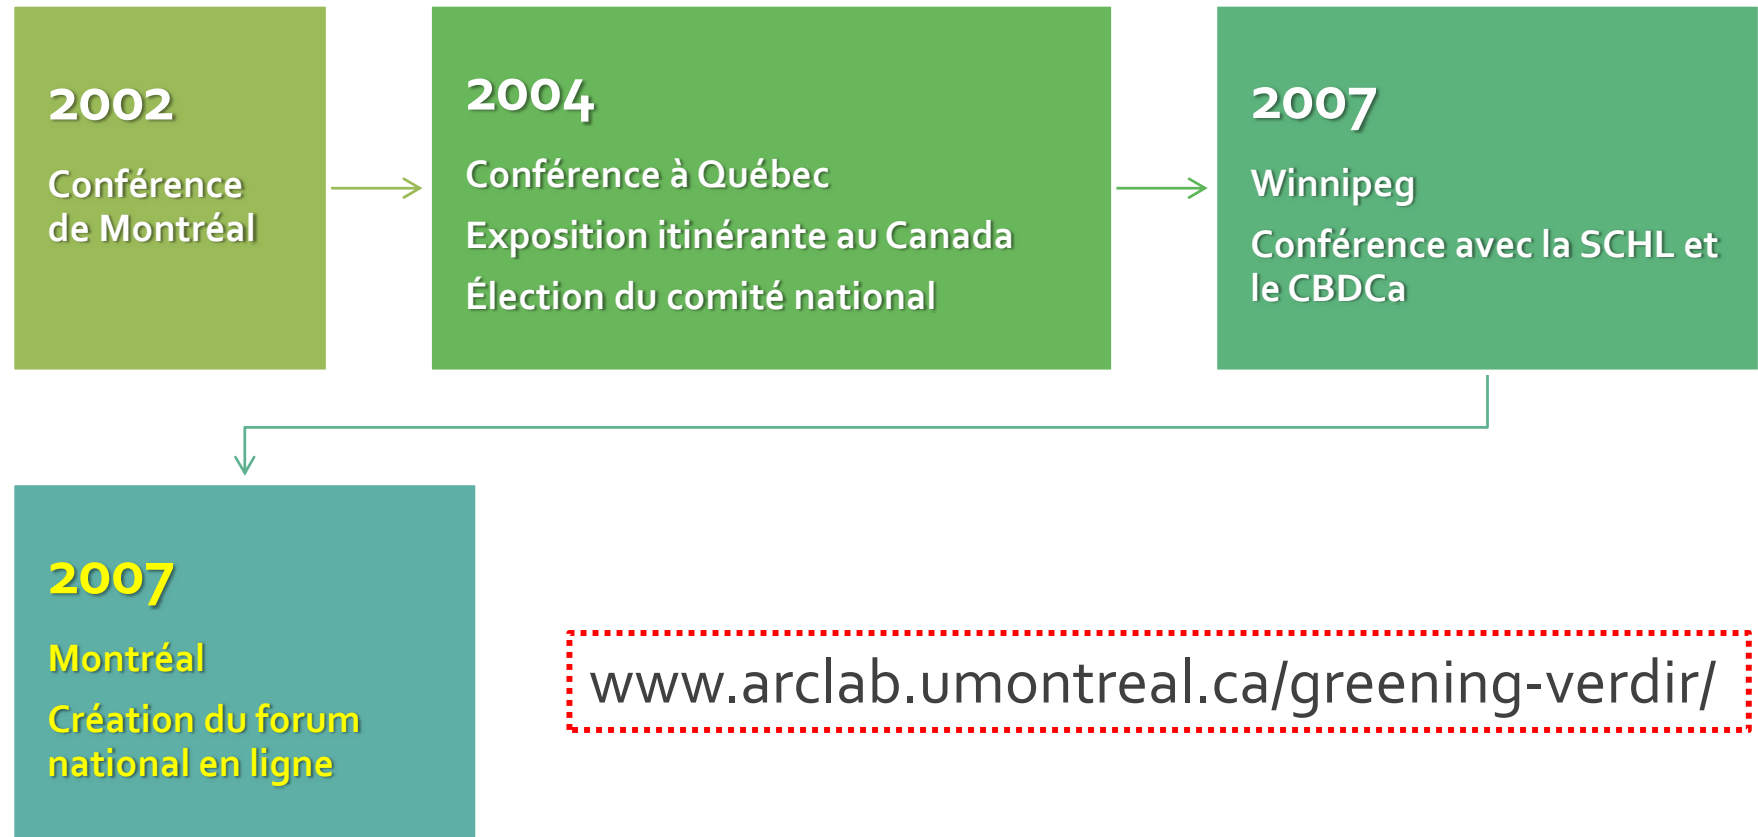 2002
Conférence
de Montréal
2004
Conférence à Québec
Exposition itinérante au Canada
Élection du comité national
2007
Winnipeg
Conférence avec la SCHL et
le CBDCa
2007
Montréal
Création du forum
national en ligne
www.arclab.umontreal.ca/greening-verdir/